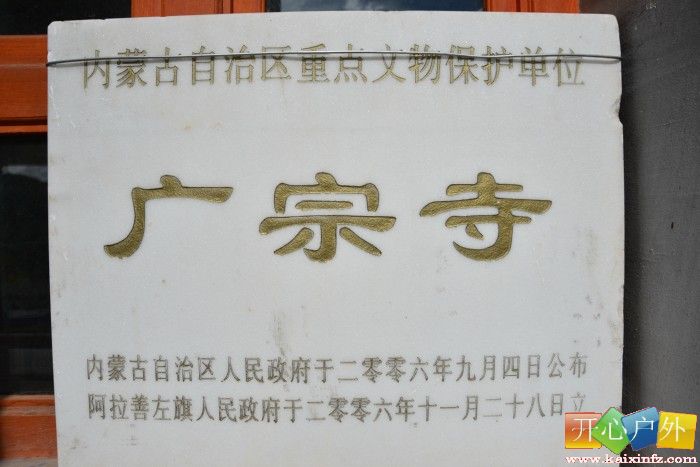 内蒙古自治区重点文物保护单位
广宗寺
内蒙古自治区人民政府于二零零六年九月四日公布
阿拉善左旗人民政府于二零零六年十一月二十八日立
开心户外
www.kaixinfz.com